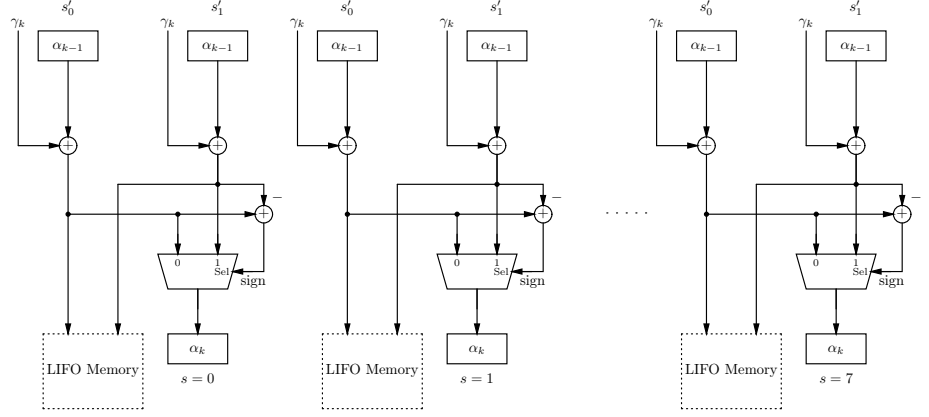 s′₀ s′₁ s′₀ s′₁ s′₀ s′₁
γₖ γₖ γₖ γₖ γₖ γₖ
αₖ₋₁ αₖ₋₁ αₖ₋₁ αₖ₋₁ αₖ₋₁ αₖ₋₁
+ + + + + +
− − −
+ + · · · · · +
0 1 0 1 0 1
Sel Sel Sel
sign sign sign
αₖ αₖ αₖ
LIFO Memory LIFO Memory LIFO Memory
s = 0 s = 1 s = 7